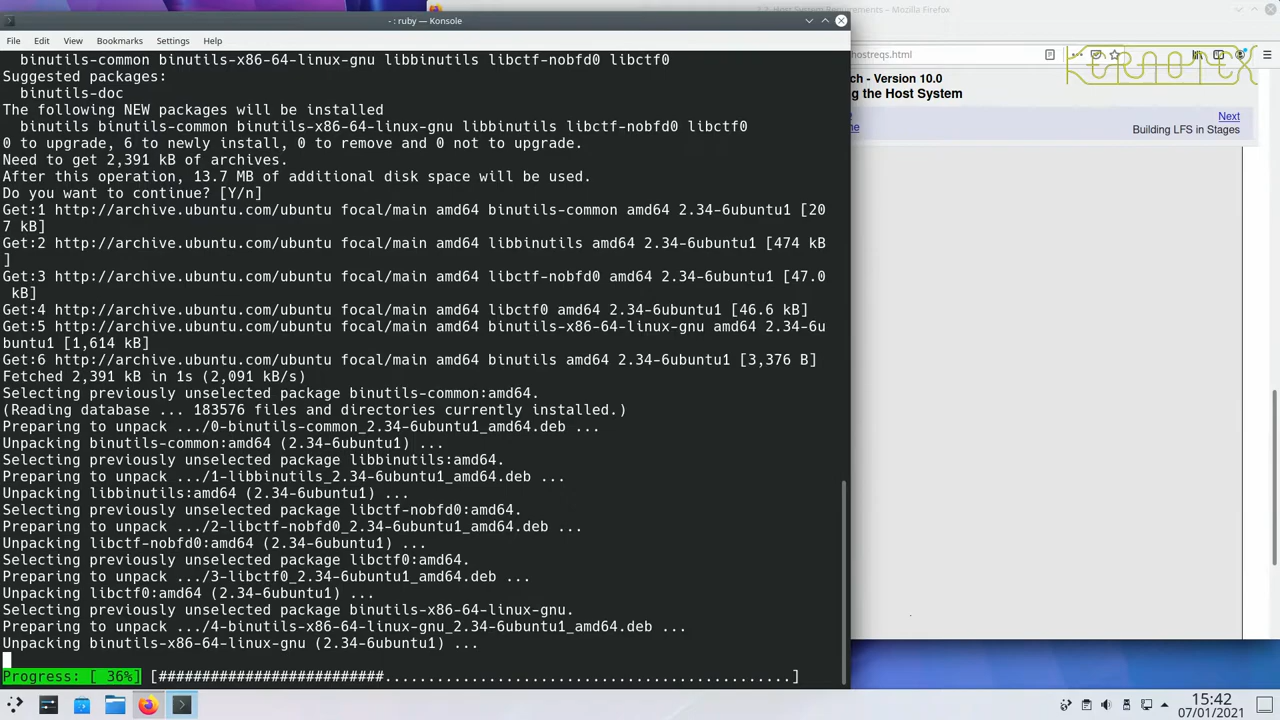 2.2. Host System Requirements – Mozilla Firefox
- : ruby — Konsole
File Edit View Bookmarks Settings Help
binutils-common binutils-x86-64-linux-gnu libbinutils libctf-nobfd0 libctf0
Suggested packages:
binutils-doc
The following NEW packages will be installed
binutils binutils-common binutils-x86-64-linux-gnu libbinutils libctf-nobfd0 libctf0
0 to upgrade, 6 to newly install, 0 to remove and 0 not to upgrade.
Need to get 2,391 kB of archives.
After this operation, 13.7 MB of additional disk space will be used.
Do you want to continue? [Y/n]
Get:1 http://archive.ubuntu.com/ubuntu focal/main amd64 binutils-common amd64 2.34-6ubuntu1 [20
7 kB]
Get:2 http://archive.ubuntu.com/ubuntu focal/main amd64 libbinutils amd64 2.34-6ubuntu1 [474 kB
]
Get:3 http://archive.ubuntu.com/ubuntu focal/main amd64 libctf-nobfd0 amd64 2.34-6ubuntu1 [47.0
kB]
Get:4 http://archive.ubuntu.com/ubuntu focal/main amd64 libctf0 amd64 2.34-6ubuntu1 [46.6 kB]
Get:5 http://archive.ubuntu.com/ubuntu focal/main amd64 binutils-x86-64-linux-gnu amd64 2.34-6u
buntu1 [1,614 kB]
Get:6 http://archive.ubuntu.com/ubuntu focal/main amd64 binutils amd64 2.34-6ubuntu1 [3,376 B]
Fetched 2,391 kB in 1s (2,091 kB/s)
Selecting previously unselected package binutils-common:amd64.
(Reading database ... 183576 files and directories currently installed.)
Preparing to unpack .../0-binutils-common_2.34-6ubuntu1_amd64.deb ...
Unpacking binutils-common:amd64 (2.34-6ubuntu1) ...
Selecting previously unselected package libbinutils:amd64.
Preparing to unpack .../1-libbinutils_2.34-6ubuntu1_amd64.deb ...
Unpacking libbinutils:amd64 (2.34-6ubuntu1) ...
Selecting previously unselected package libctf-nobfd0:amd64.
Preparing to unpack .../2-libctf-nobfd0_2.34-6ubuntu1_amd64.deb ...
Unpacking libctf-nobfd0:amd64 (2.34-6ubuntu1) ...
Selecting previously unselected package libctf0:amd64.
Preparing to unpack .../3-libctf0_2.34-6ubuntu1_amd64.deb ...
Unpacking libctf0:amd64 (2.34-6ubuntu1) ...
Selecting previously unselected package binutils-x86-64-linux-gnu.
Preparing to unpack .../4-binutils-x86-64-linux-gnu_2.34-6ubuntu1_amd64.deb ...
Unpacking binutils-x86-64-linux-gnu (2.34-6ubuntu1) ...
Progress: [ 36%] [##########################...............................................]
hostreqs.html
KERNOTEX
ch - Version 10.0
g the Host System
Next
Building LFS in Stages
15:42
07/01/2021